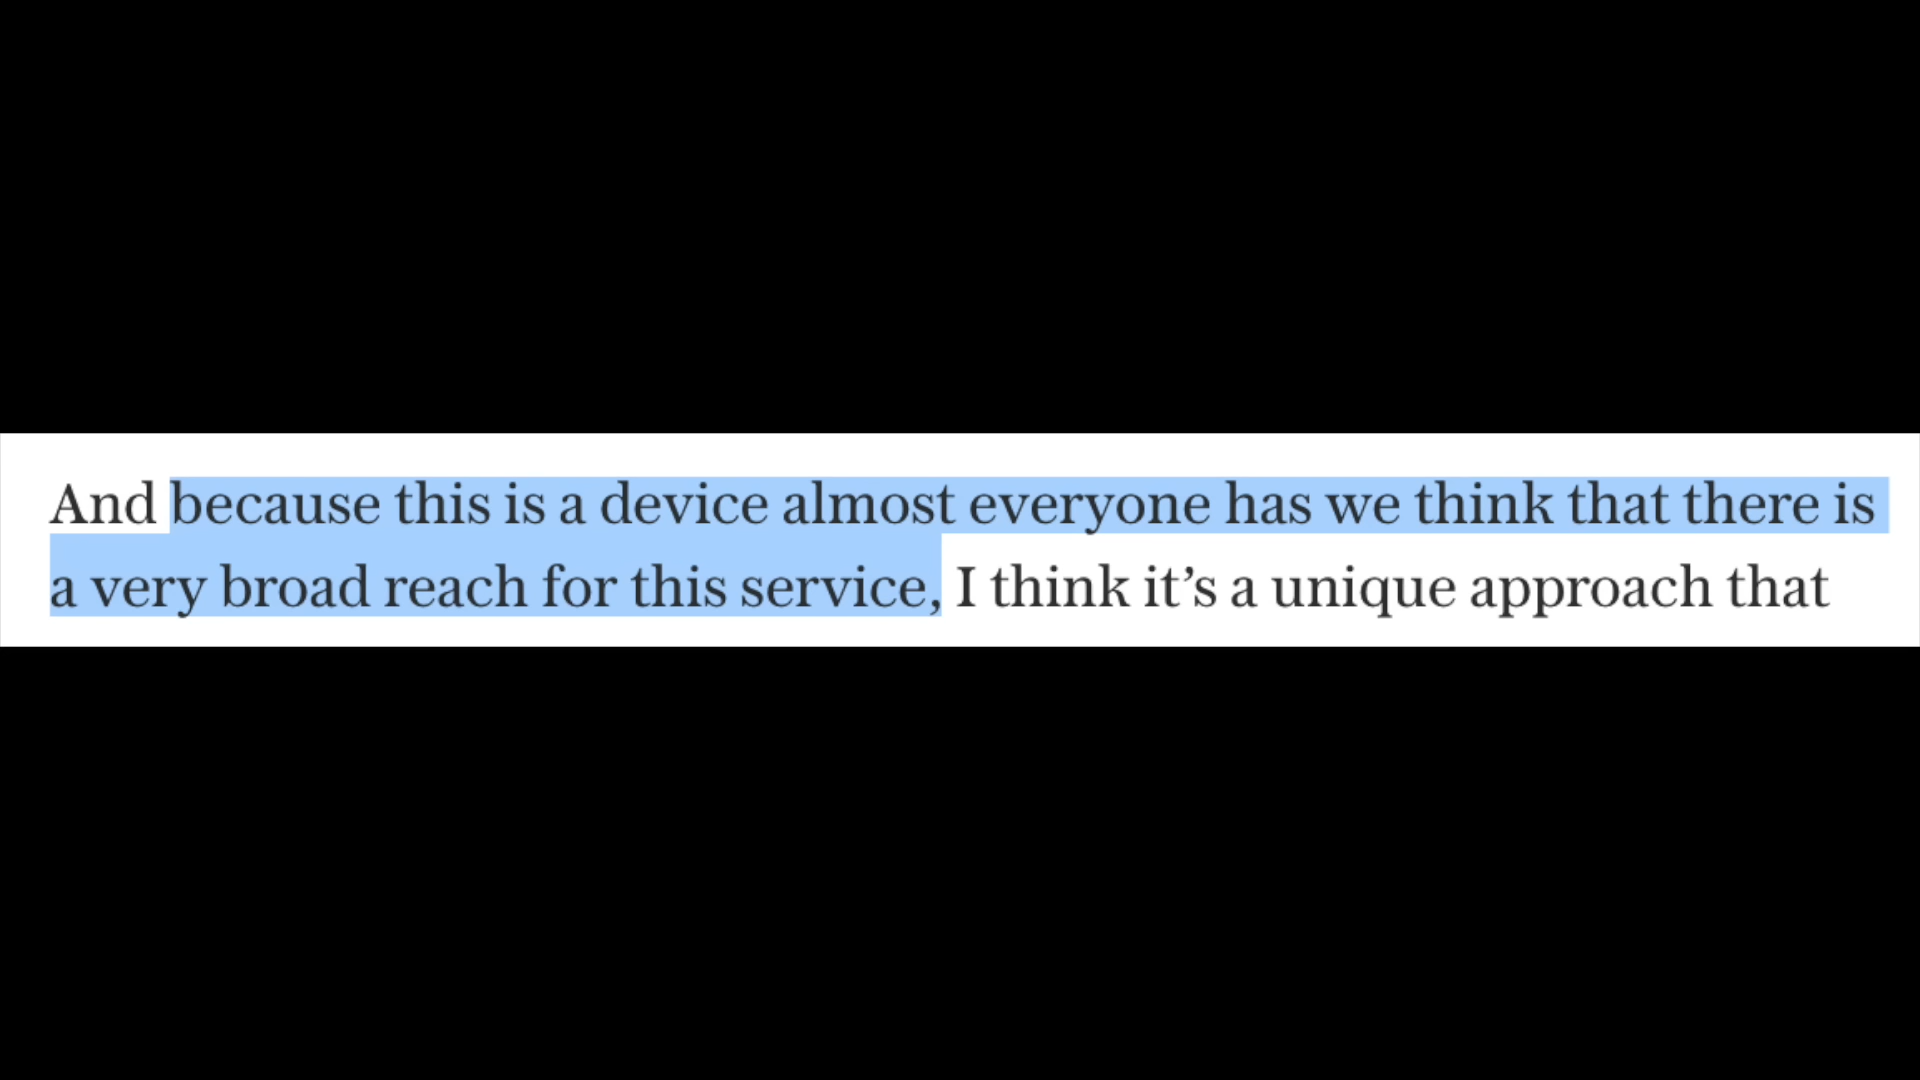 And because this is a device almost everyone has we think that there is
a very broad reach for this service, I think it’s a unique approach that